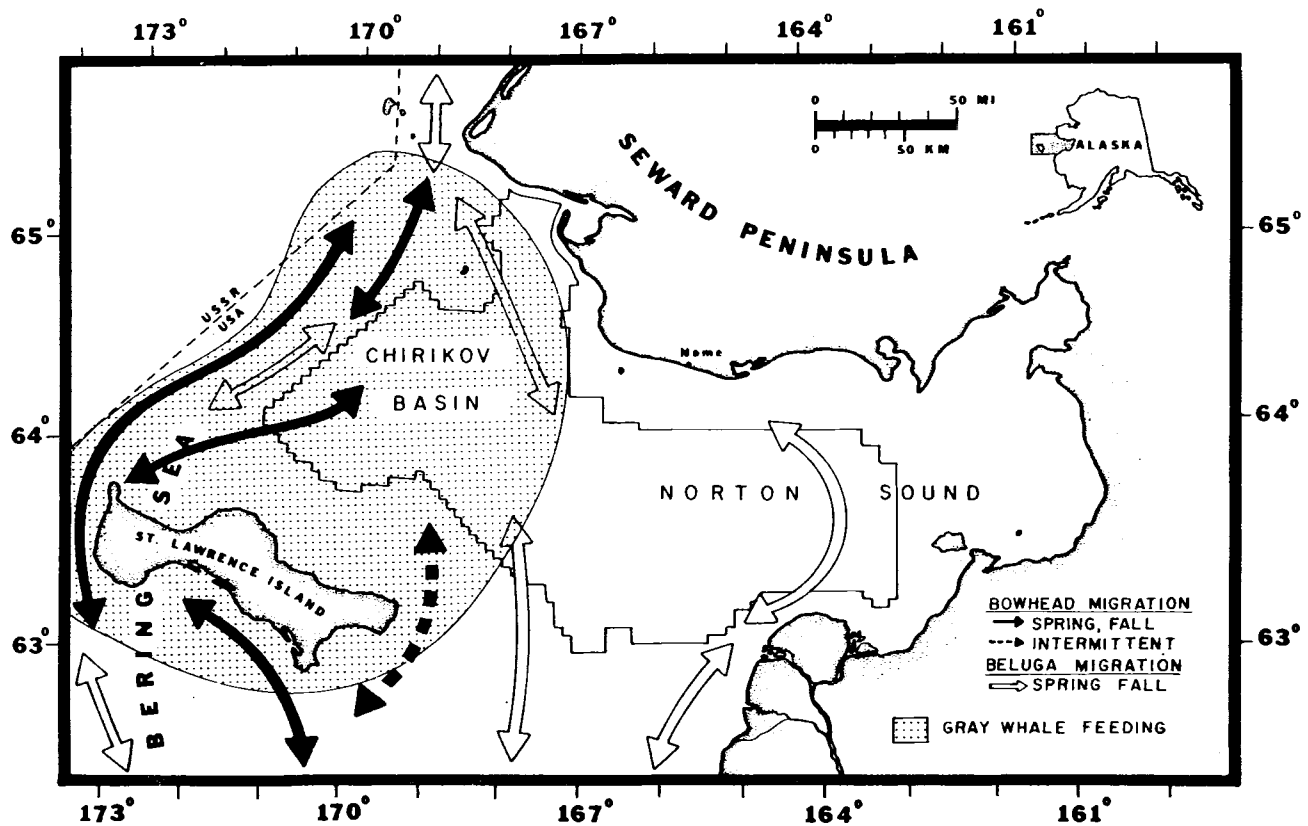 173° 170° 167° 164° 161°
0 50 MI
0 50 KM
ALASKA
SEWARD PENINSULA
65° 65°
USSR
USA
CHIRIKOV
BASIN
Nome
64° 64°
NORTON SOUND
BERING SEA
ST. LAWRENCE ISLAND
63° 63°
BOWHEAD MIGRATION
SPRING, FALL
INTERMITTENT
BELUGA MIGRATION
SPRING FALL
GRAY WHALE FEEDING
173° 170° 167° 164° 161°